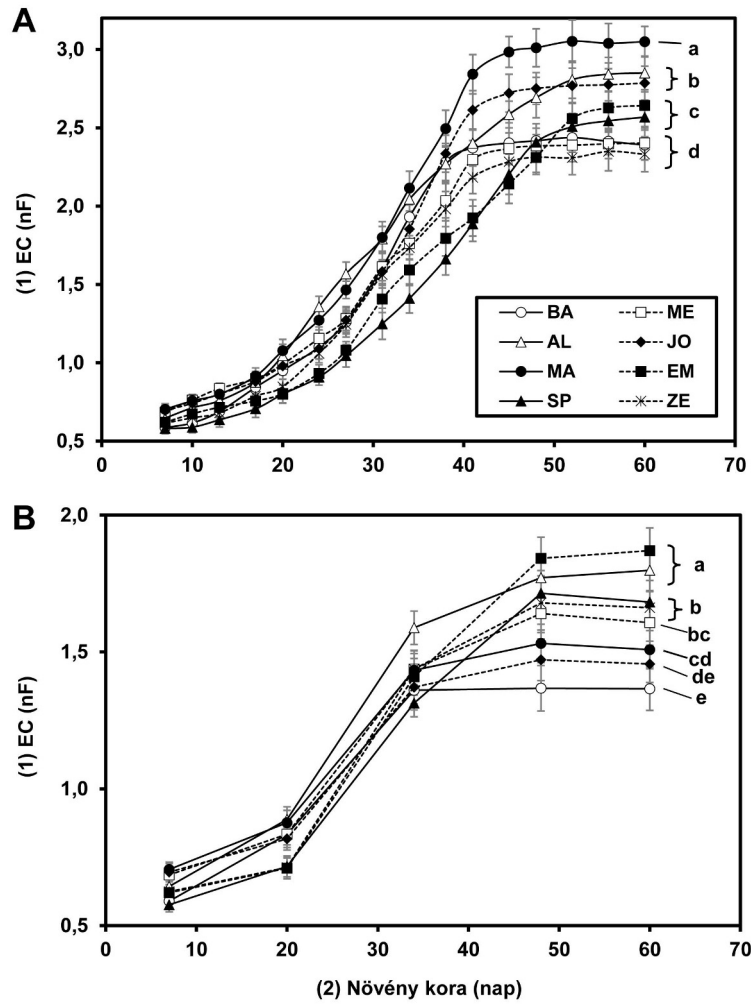 A
(1) EC (nF)
3,0
2,5
2,0
1,5
1,0
0,5
a
b
c
d
BA ME
AL JO
MA EM
SP ZE
0 10 20 30 40 50 60 70
B
(1) EC (nF)
2,0
1,5
1,0
0,5
a
b
bc
cd
de
e
0 10 20 30 40 50 60 70
(2) Növény kora (nap)